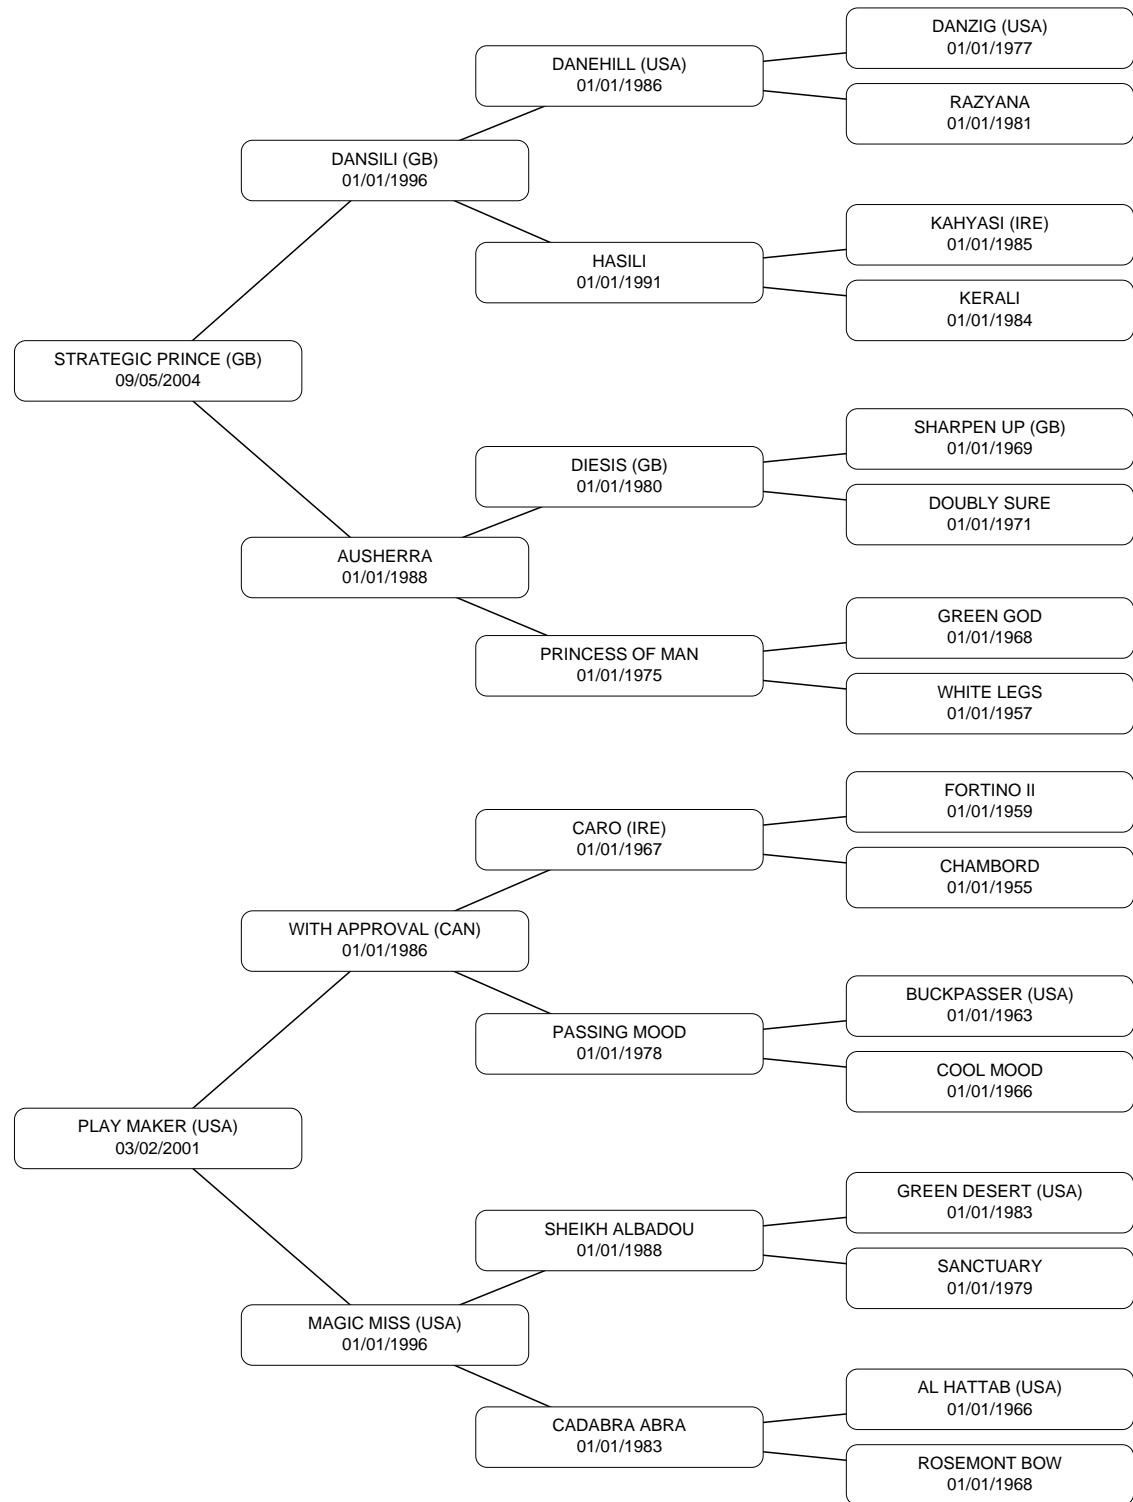 DANZIG (USA)
01/01/1977
DANEHILL (USA)
01/01/1986
RAZYANA
01/01/1981
DANSILI (GB)
01/01/1996
KAHYASI (IRE)
01/01/1985
HASILI
01/01/1991
KERALI
01/01/1984
STRATEGIC PRINCE (GB)
09/05/2004
SHARPEN UP (GB)
01/01/1969
DIESIS (GB)
01/01/1980
DOUBLY SURE
01/01/1971
AUSHERRA
01/01/1988
GREEN GOD
01/01/1968
PRINCESS OF MAN
01/01/1975
WHITE LEGS
01/01/1957
FORTINO II
01/01/1959
CARO (IRE)
01/01/1967
CHAMBORD
01/01/1955
WITH APPROVAL (CAN)
01/01/1986
BUCKPASSER (USA)
01/01/1963
PASSING MOOD
01/01/1978
COOL MOOD
01/01/1966
PLAY MAKER (USA)
03/02/2001
GREEN DESERT (USA)
01/01/1983
SHEIKH ALBADOU
01/01/1988
SANCTUARY
01/01/1979
MAGIC MISS (USA)
01/01/1996
AL HATTAB (USA)
01/01/1966
CADABRA ABRA
01/01/1983
ROSEMONT BOW
01/01/1968